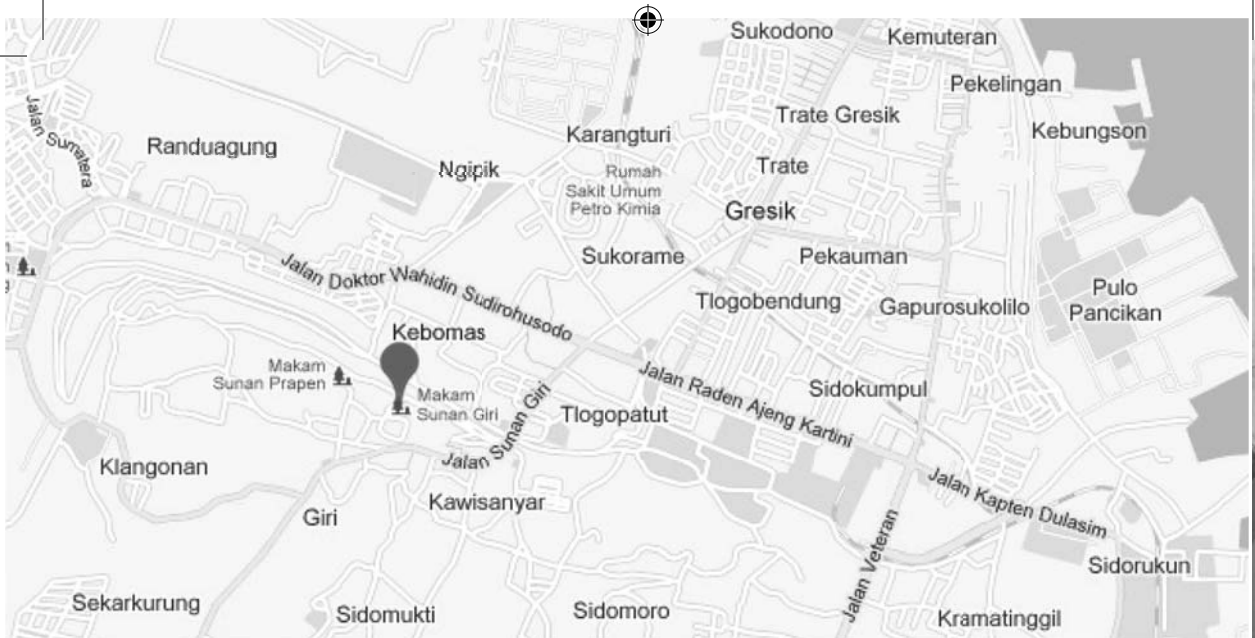 Sukodono
Kemuteran
Pekelingan
Trate Gresik
Kebungson
Jalan Sumatera
Randuagung
Karangturi
Ngipik
Trate
Rumah
Sakit Umum
Petro Kimia
Gresik
Sukorame
Pekauman
Jalan Doktor Wahidin Sudirohusodo
Tlogobendung
Gapurosukolilo
Pulo
Pancikan
Kebomas
Makam
Sunan Prapen
Makam
Sunan Giri
Jalan Raden Ajeng Kartini
Sidokumpul
Tlogopatut
Jalan Sunan Giri
Klangonan
Kawisanyar
Giri
Jalan Kapten Dulasim
Jalan Veteran
Sidorukun
Sekarkurung
Sidomukti
Sidomoro
Kramatinggil